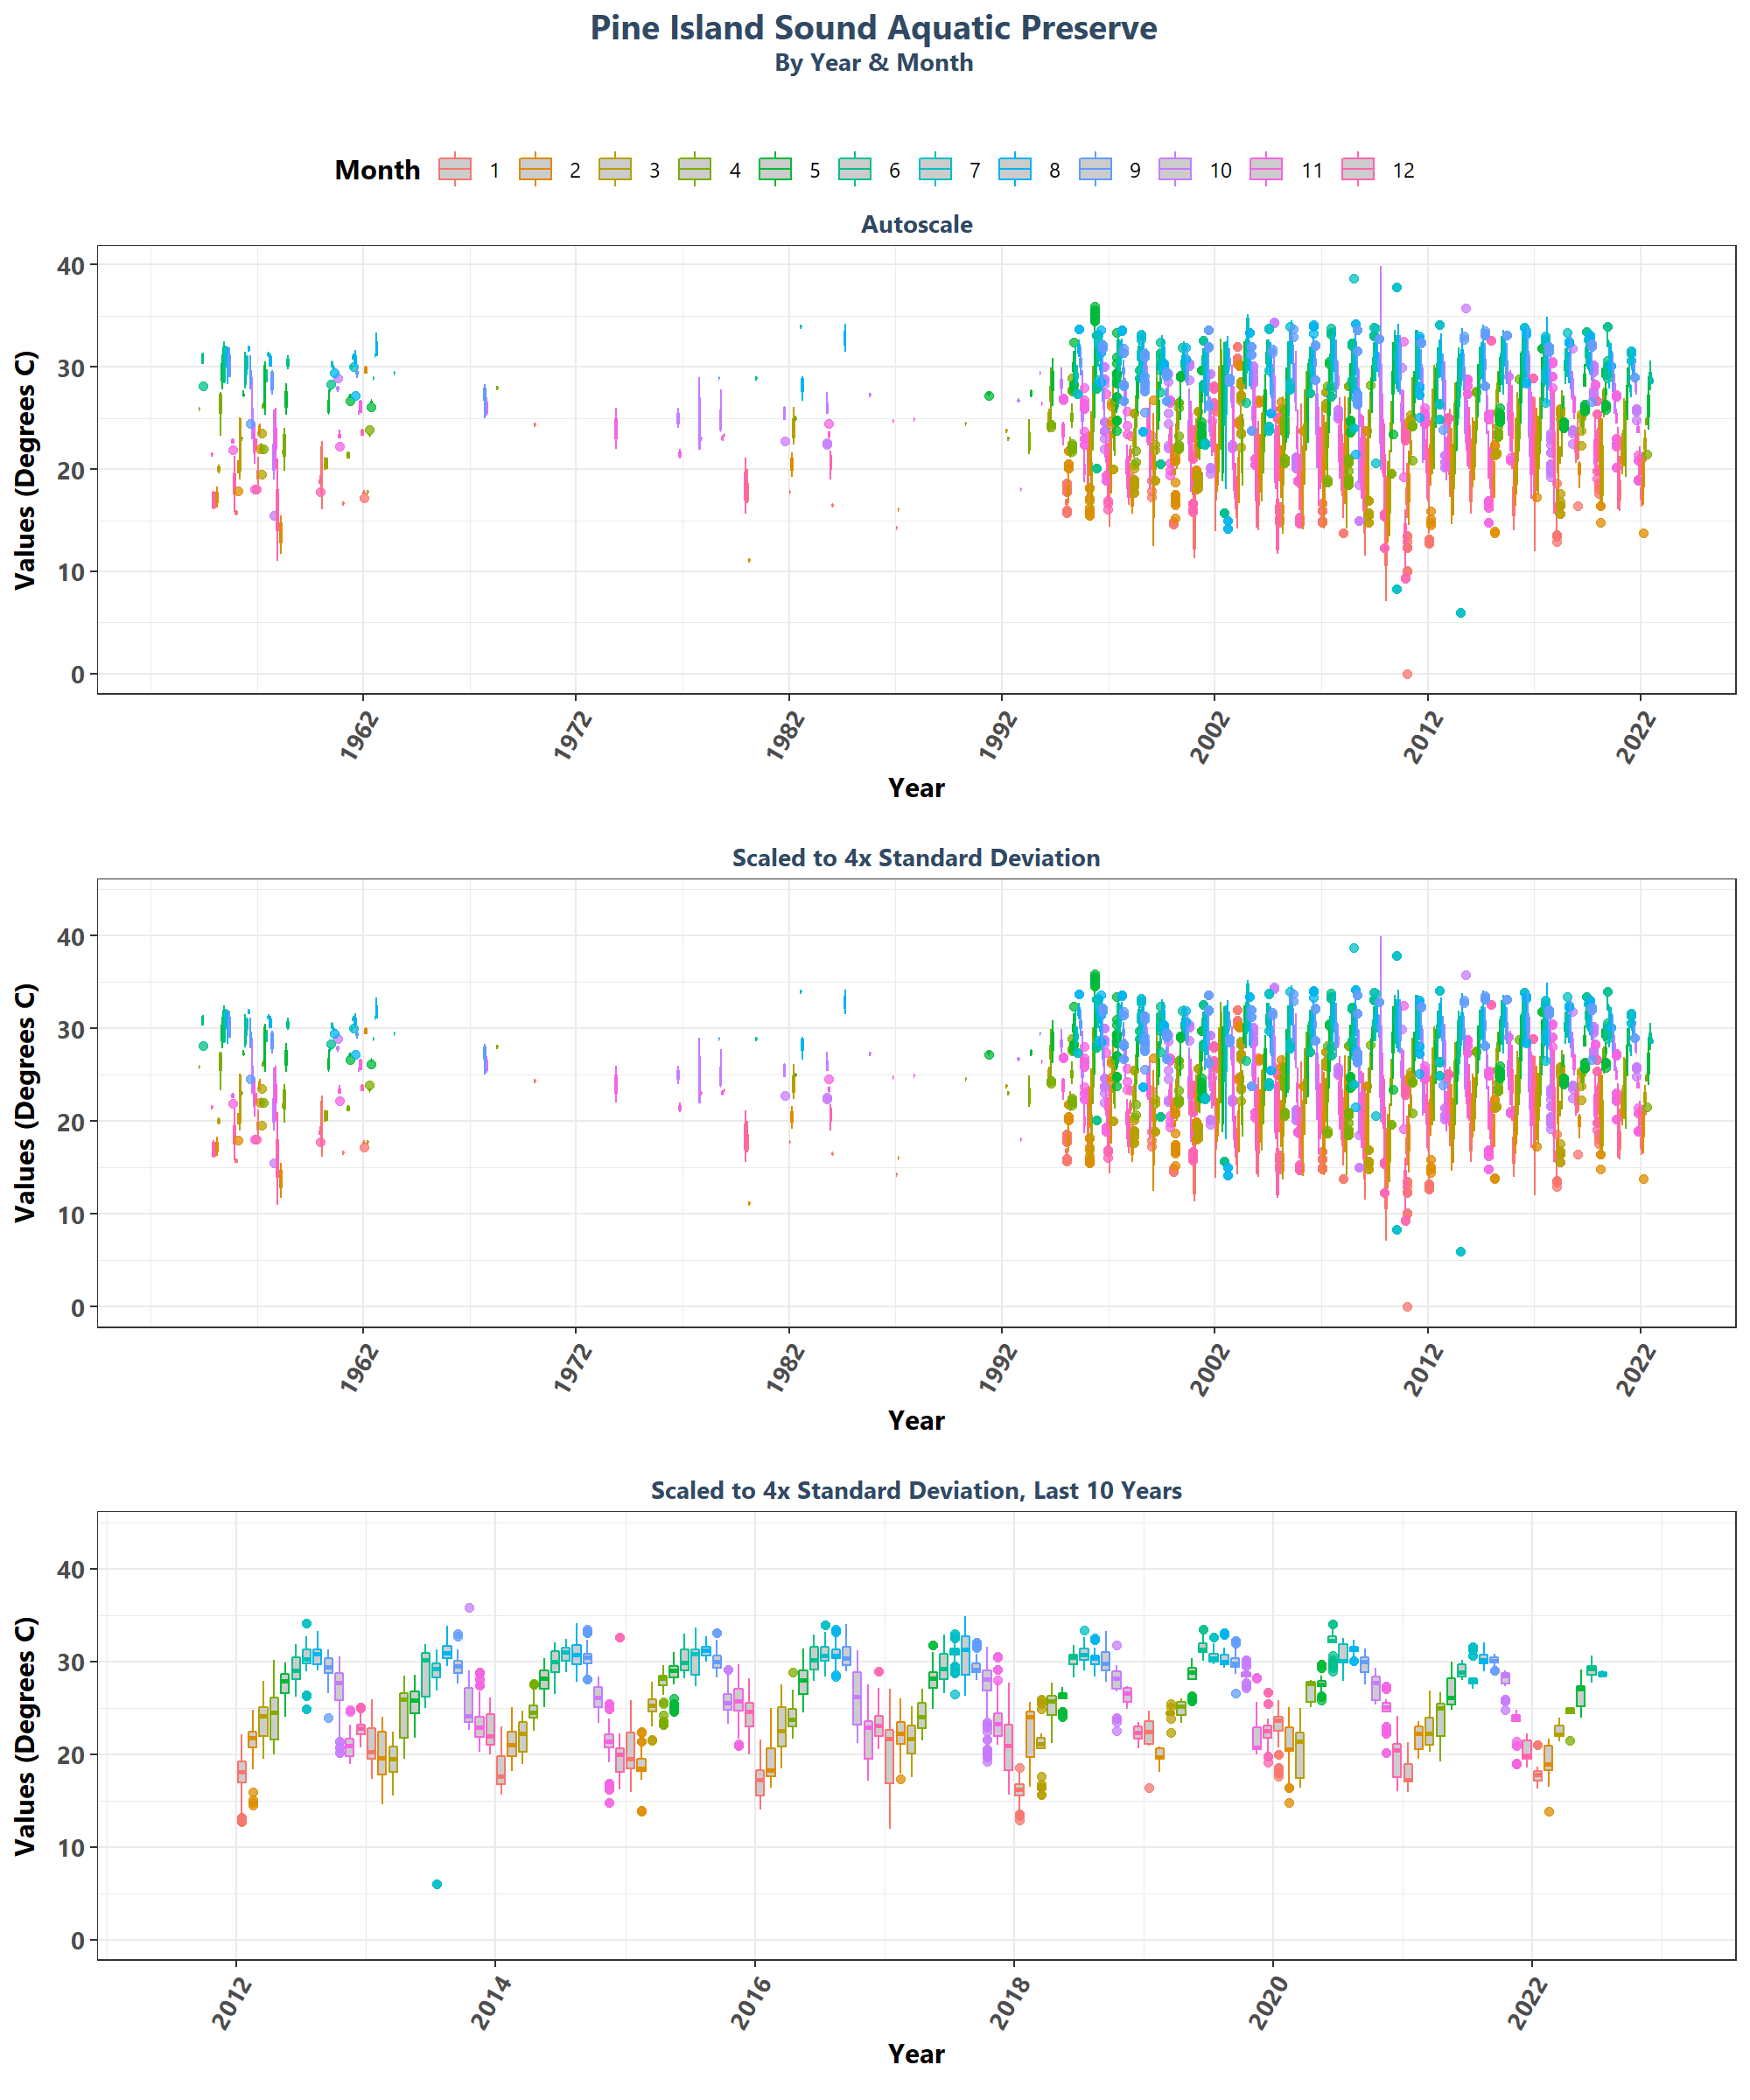 Pine Island Sound Aquatic Preserve
By Year & Month
Month 1 2 3 4 5 6 7 8 9 10 11 12
Autoscale
Values (Degrees C)
40
30
20
10
0
1962 1972 1982 1992 2002 2012 2022
Year
Scaled to 4x Standard Deviation
Values (Degrees C)
40
30
20
10
0
1962 1972 1982 1992 2002 2012 2022
Year
Scaled to 4x Standard Deviation, Last 10 Years
Values (Degrees C)
40
30
20
10
0
2012 2014 2016 2018 2020 2022
Year